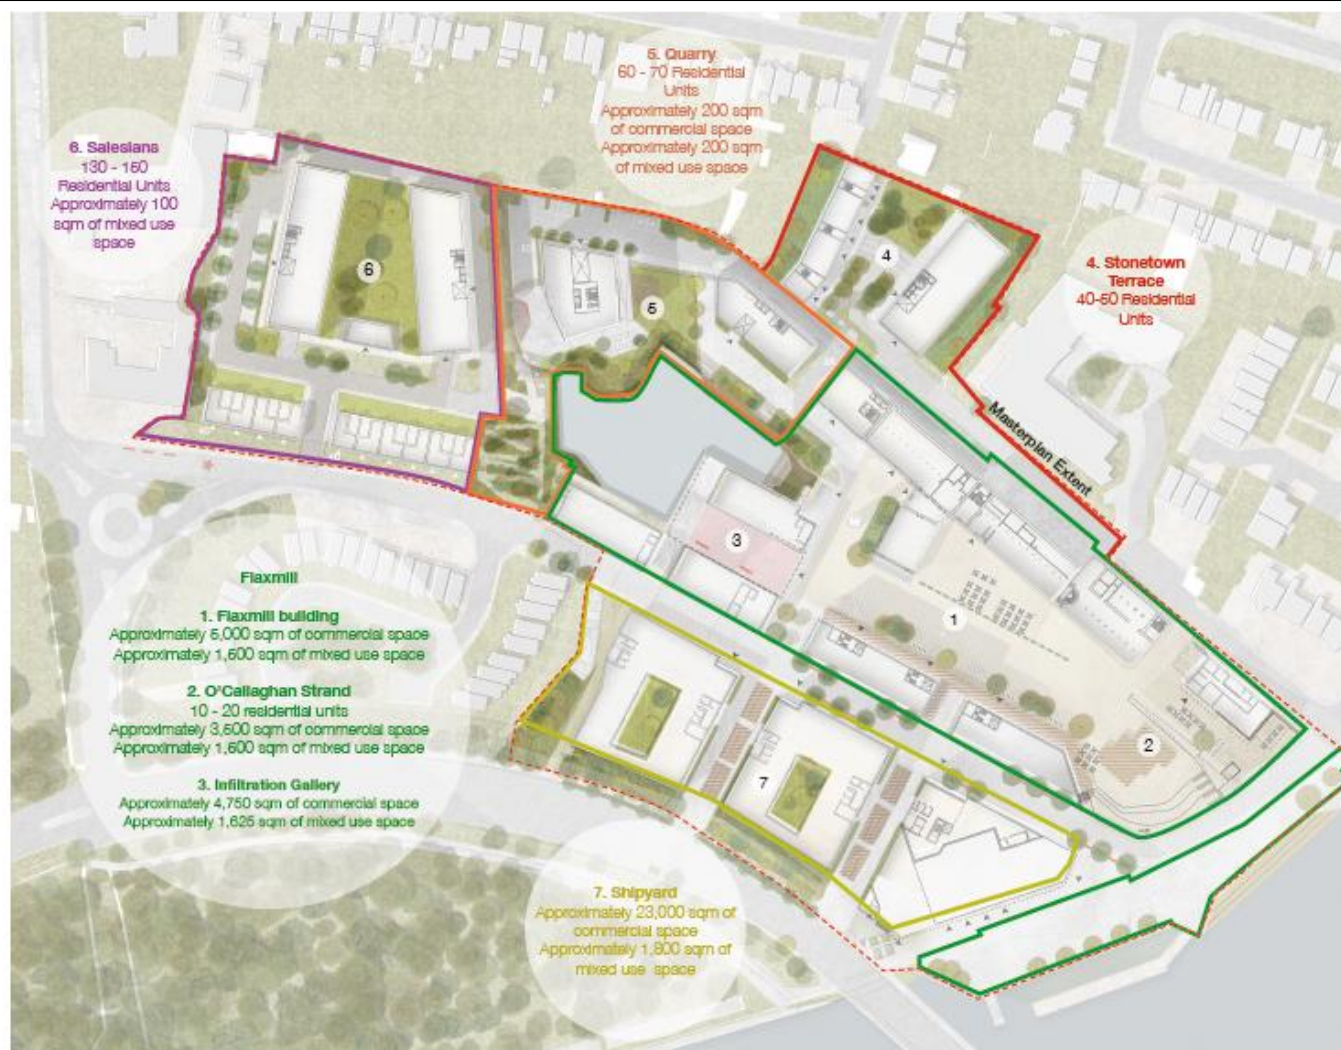 5. Quarry
60 - 70 Residential
Units
Approximately 200 sqm
of commercial space
Approximately 200 sqm
of mixed use space
6. Salesians
130 - 150
Residential Units
Approximately 100
sqm of mixed use
space
4. Stonetown
Terrace
40-50 Residential
Units
6
5
4
Masterplan Extent
3
1
2
7
Flaxmill
1. Flaxmill building
Approximately 5,000 sqm of commercial space
Approximately 1,600 sqm of mixed use space
2. O'Callaghan Strand
10 - 20 residential units
Approximately 3,500 sqm of commercial space
Approximately 1,600 sqm of mixed use space
3. Infiltration Gallery
Approximately 4,750 sqm of commercial space
Approximately 1,625 sqm of mixed use space
7. Shipyard
Approximately 23,000 sqm of
commercial space
Approximately 1,800 sqm of
mixed use space